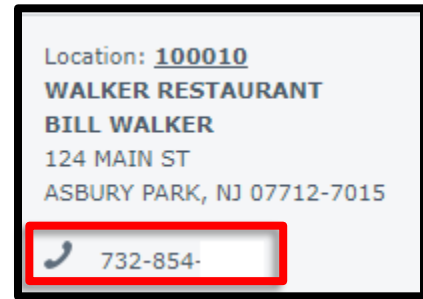 Location: 100010
WALKER RESTAURANT
BILL WALKER
124 MAIN ST
ASBURY PARK, NJ 07712-7015
732-854-